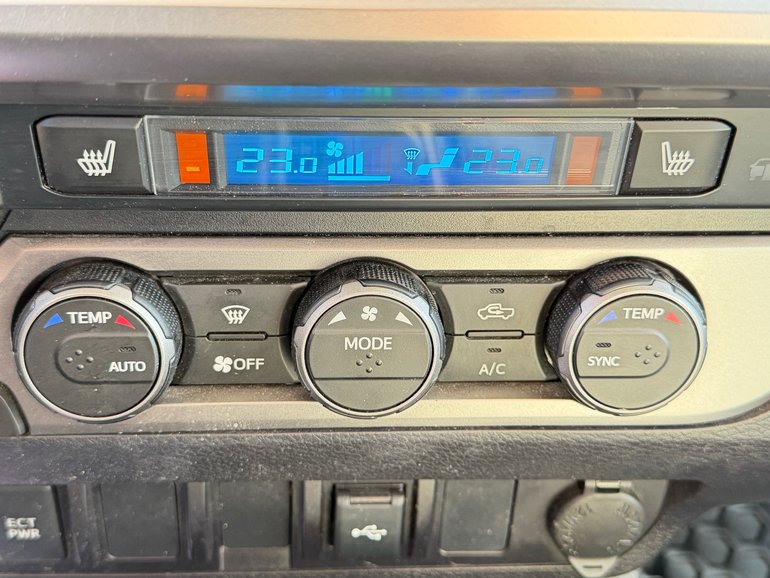 23.0 23.0
TEMP TEMP
MODE
AUTO OFF A/C SYNC
ECT
PWR